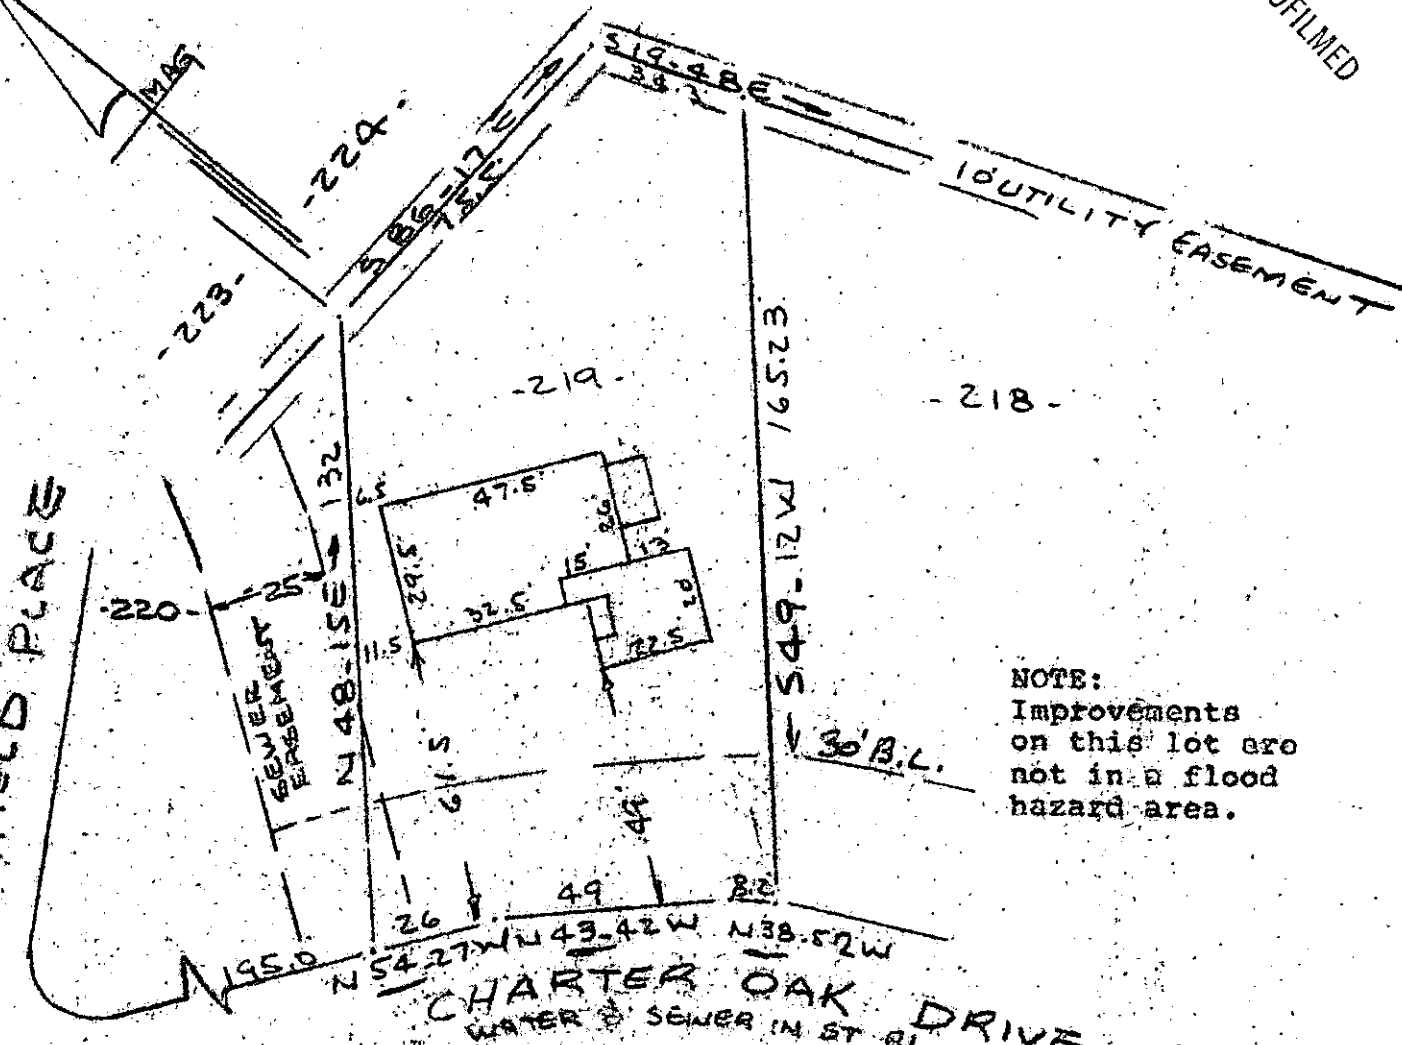 OFILMED
MAG
-224-
S 86-17 E
75.5
S 19-48 E
34.2
10' UTILITY EASEMENT
-223-
-219-
-218-
165.23
S 49-12 W
132
N 48-15 E
6.5
47.5
26
29.5
15
13
20
32.5
22.5
11.5
PLACE
-220-
25
SEWER
EASEMENT
61.5
49
30' B.L.
NOTE:
Improvements
on this lot are
not in a flood
hazard area.
195.0
26
49
8.2
N 54-27 W
N 43-42 W
N 38-52 W
CHARTER OAK DRIVE
WATER & SEWER IN ST